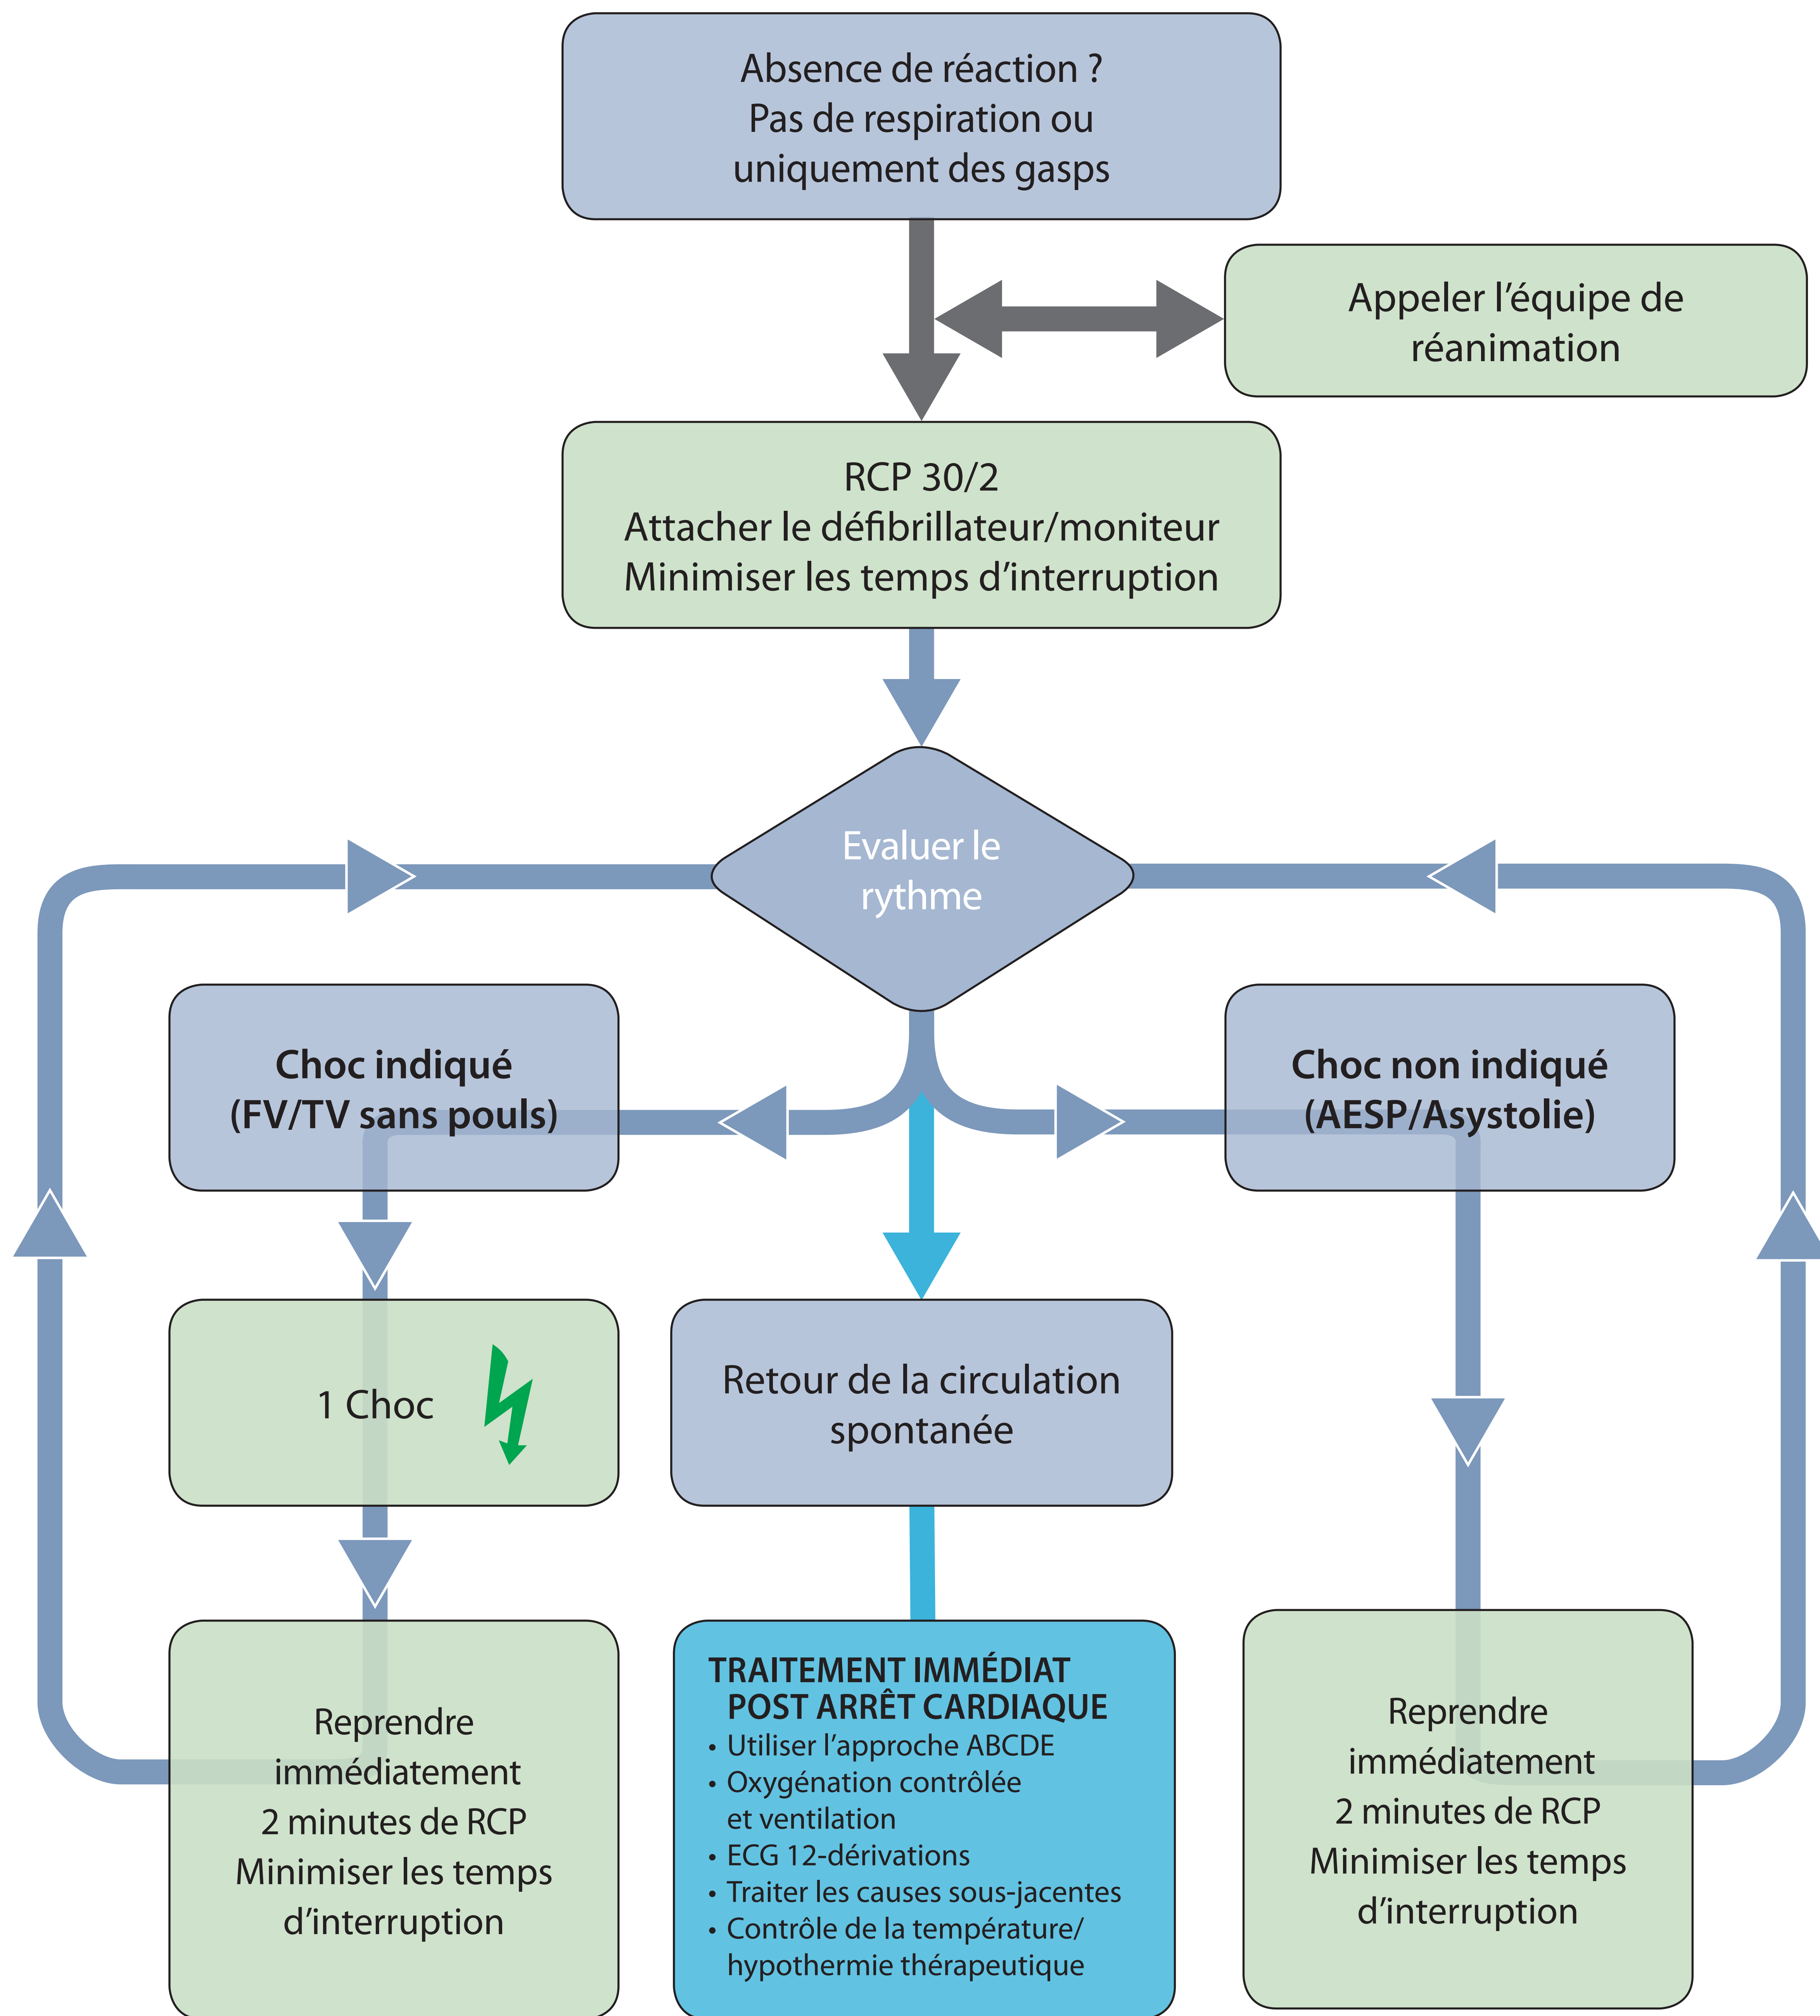 Absence de réaction ?
Pas de respiration ou
uniquement des gasps
Appeler l’équipe de
réanimation
RCP 30/2
Attacher le défibrillateur/moniteur
Minimiser les temps d’interruption
Evaluer le
rythme
Choc indiqué
(FV/TV sans pouls)
Choc non indiqué
(AESP/Asystolie)
1 Choc
Retour de la circulation
spontanée
Reprendre
immédiatement
2 minutes de RCP
Minimiser les temps
d’interruption
TRAITEMENT IMMÉDIAT
POST ARRÊT CARDIAQUE
• Utiliser l’approche ABCDE
• Oxygénation contrôlée
et ventilation
• ECG 12-dérivations
• Traiter les causes sous-jacentes
• Contrôle de la température/
hypothermie thérapeutique
Reprendre
immédiatement
2 minutes de RCP
Minimiser les temps
d’interruption